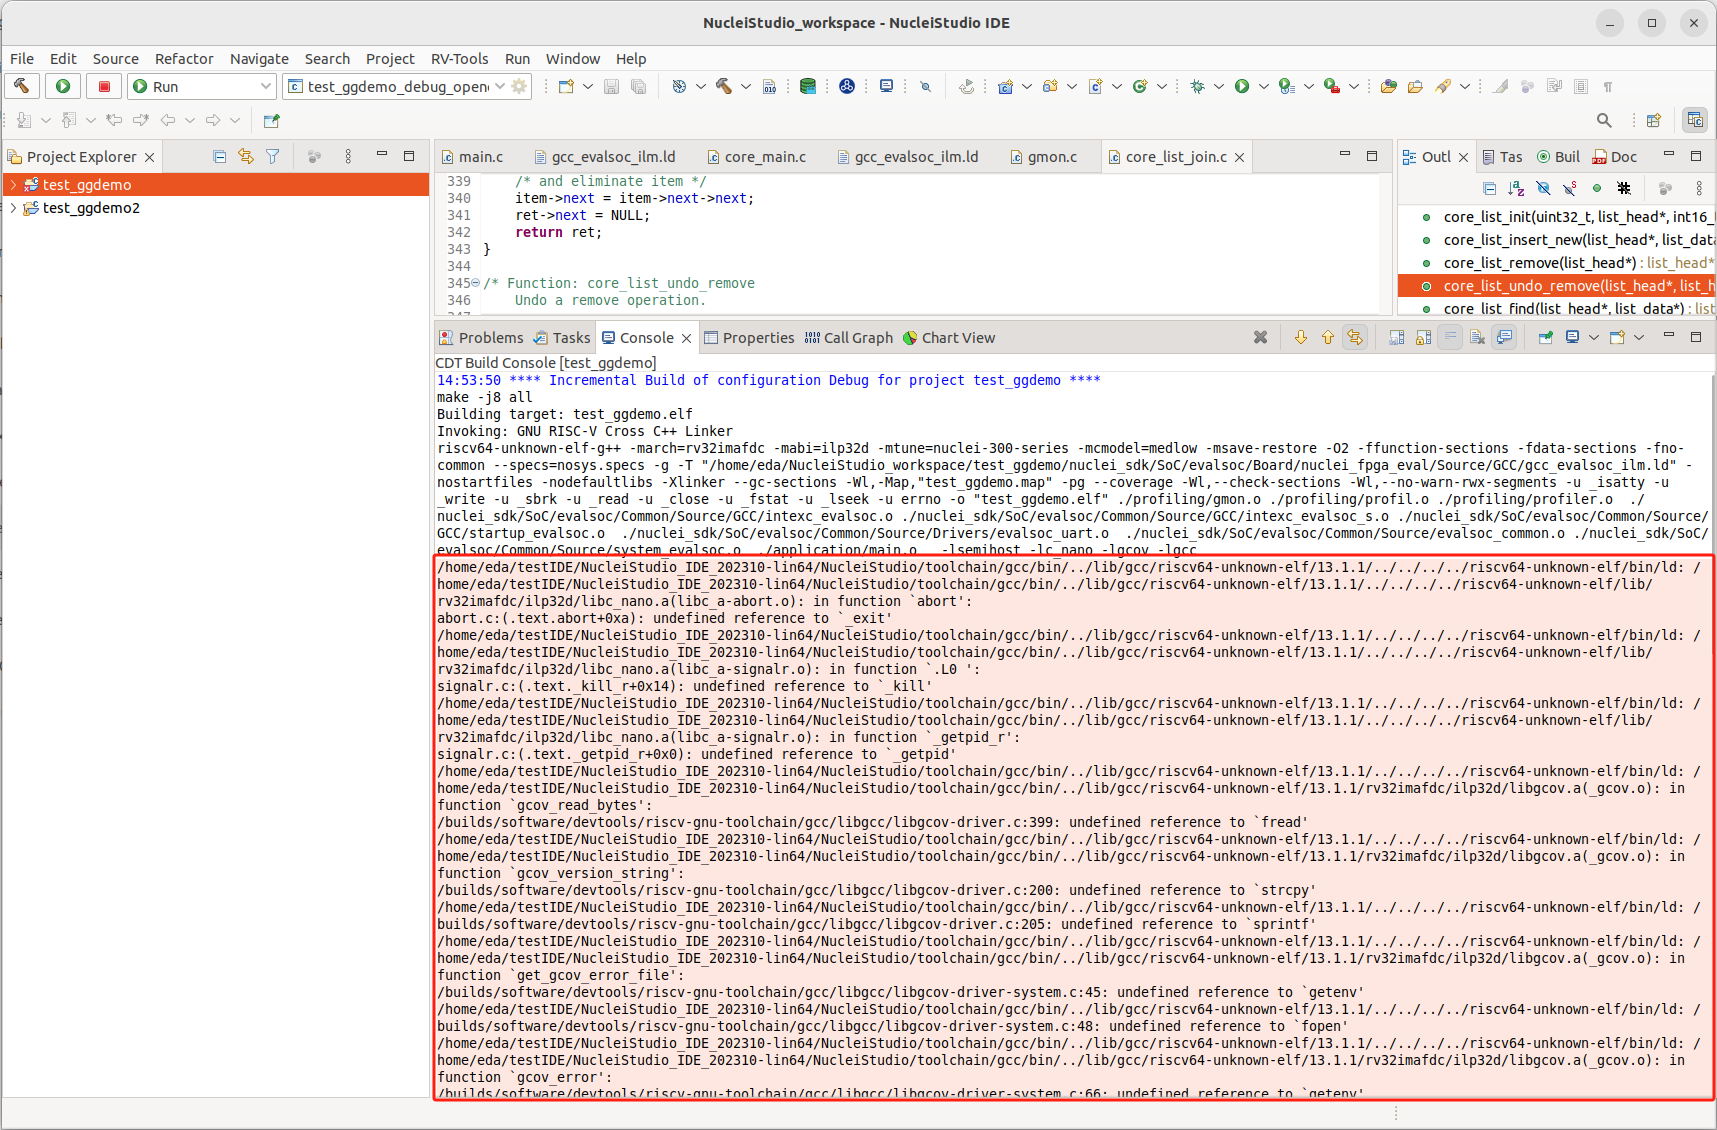 NucleiStudio_workspace - NucleiStudio IDE
File Edit Source Refactor Navigate Search Project RV-Tools Run Window Help
Run
test_ggdemo_debug_open
Project Explorer
test_ggdemo
test_ggdemo2
main.c gcc_evalsoc_ilm.ld core_main.c gcc_evalsoc_ilm.ld gmon.c core_list_join.c
339 /* and eliminate item */
340 item->next = item->next->next;
341 ret->next = NULL;
342 return ret;
343 }
344
345 /* Function: core_list_undo_remove
346 Undo a remove operation.
Outl Tas Buil Doc
core_list_init(uint32_t, list_head*, int16_
core_list_insert_new(list_head*, list_dat
core_list_remove(list_head*) : list_head*
core_list_undo_remove(list_head*, list_h
core_list_find(list_head*, list_data*) : list
Problems Tasks Console Properties Call Graph Chart View
CDT Build Console [test_ggdemo]
14:53:50 **** Incremental Build of configuration Debug for project test_ggdemo ****
make -j8 all
Building target: test_ggdemo.elf
Invoking: GNU RISC-V Cross C++ Linker
riscv64-unknown-elf-g++ -march=rv32imafdc -mabi=ilp32d -mtune=nuclei-300-series -mcmodel=medlow -msave-restore -O2 -ffunction-sections -fdata-sections -fno-
common --specs=nosys.specs -g -T "/home/eda/NucleiStudio_workspace/test_ggdemo/nuclei_sdk/SoC/evalsoc/Board/nuclei_fpga_eval/Source/GCC/gcc_evalsoc_ilm.ld" -
nostartfiles -nodefaultlibs -Xlinker --gc-sections -Wl,-Map,"test_ggdemo.map" -pg --coverage -Wl,--check-sections -Wl,--no-warn-rwx-segments -u _isatty -u
_write -u _sbrk -u _read -u _close -u _fstat -u _lseek -u errno -o "test_ggdemo.elf" ./profiling/gmon.o ./profiling/profil.o ./profiling/profiler.o ./
nuclei_sdk/SoC/evalsoc/Common/Source/GCC/intexc_evalsoc.o ./nuclei_sdk/SoC/evalsoc/Common/Source/GCC/intexc_evalsoc_s.o ./nuclei_sdk/SoC/evalsoc/Common/Source/
GCC/startup_evalsoc.o ./nuclei_sdk/SoC/evalsoc/Common/Source/Drivers/evalsoc_uart.o ./nuclei_sdk/SoC/evalsoc/Common/Source/evalsoc_common.o ./nuclei_sdk/SoC/
evalsoc/Common/Source/system_evalsoc.o ./application/main.o -lsemihost -lc_nano -lgcov -lgcc
/home/eda/testIDE/NucleiStudio_IDE_202310-lin64/NucleiStudio/toolchain/gcc/bin/../lib/gcc/riscv64-unknown-elf/13.1.1/../../../../riscv64-unknown-elf/bin/ld: /
home/eda/testIDE/NucleiStudio_IDE_202310-lin64/NucleiStudio/toolchain/gcc/bin/../lib/gcc/riscv64-unknown-elf/13.1.1/../../../../riscv64-unknown-elf/lib/
rv32imafdc/ilp32d/libc_nano.a(libc_a-abort.o): in function `abort':
abort.c:(.text.abort+0xa): undefined reference to `_exit'
/home/eda/testIDE/NucleiStudio_IDE_202310-lin64/NucleiStudio/toolchain/gcc/bin/../lib/gcc/riscv64-unknown-elf/13.1.1/../../../../riscv64-unknown-elf/bin/ld: /
home/eda/testIDE/NucleiStudio_IDE_202310-lin64/NucleiStudio/toolchain/gcc/bin/../lib/gcc/riscv64-unknown-elf/13.1.1/../../../../riscv64-unknown-elf/lib/
rv32imafdc/ilp32d/libc_nano.a(libc_a-signalr.o): in function `.L0 ':
signalr.c:(.text._kill_r+0x14): undefined reference to `_kill'
/home/eda/testIDE/NucleiStudio_IDE_202310-lin64/NucleiStudio/toolchain/gcc/bin/../lib/gcc/riscv64-unknown-elf/13.1.1/../../../../riscv64-unknown-elf/bin/ld: /
home/eda/testIDE/NucleiStudio_IDE_202310-lin64/NucleiStudio/toolchain/gcc/bin/../lib/gcc/riscv64-unknown-elf/13.1.1/../../../../riscv64-unknown-elf/lib/
rv32imafdc/ilp32d/libc_nano.a(libc_a-signalr.o): in function `_getpid_r':
signalr.c:(.text._getpid_r+0x0): undefined reference to `_getpid'
/home/eda/testIDE/NucleiStudio_IDE_202310-lin64/NucleiStudio/toolchain/gcc/bin/../lib/gcc/riscv64-unknown-elf/13.1.1/../../../../riscv64-unknown-elf/bin/ld: /
home/eda/testIDE/NucleiStudio_IDE_202310-lin64/NucleiStudio/toolchain/gcc/bin/../lib/gcc/riscv64-unknown-elf/13.1.1/rv32imafdc/ilp32d/libgcov.a(_gcov.o): in
function `gcov_read_bytes':
/builds/software/devtools/riscv-gnu-toolchain/gcc/libgcc/libgcov-driver.c:399: undefined reference to `fread'
/home/eda/testIDE/NucleiStudio_IDE_202310-lin64/NucleiStudio/toolchain/gcc/bin/../lib/gcc/riscv64-unknown-elf/13.1.1/../../../../riscv64-unknown-elf/bin/ld: /
home/eda/testIDE/NucleiStudio_IDE_202310-lin64/NucleiStudio/toolchain/gcc/bin/../lib/gcc/riscv64-unknown-elf/13.1.1/rv32imafdc/ilp32d/libgcov.a(_gcov.o): in
function `gcov_version_string':
/builds/software/devtools/riscv-gnu-toolchain/gcc/libgcc/libgcov-driver.c:200: undefined reference to `strcpy'
/home/eda/testIDE/NucleiStudio_IDE_202310-lin64/NucleiStudio/toolchain/gcc/bin/../lib/gcc/riscv64-unknown-elf/13.1.1/../../../../riscv64-unknown-elf/bin/ld: /
builds/software/devtools/riscv-gnu-toolchain/gcc/libgcc/libgcov-driver.c:205: undefined reference to `sprintf'
/home/eda/testIDE/NucleiStudio_IDE_202310-lin64/NucleiStudio/toolchain/gcc/bin/../lib/gcc/riscv64-unknown-elf/13.1.1/../../../../riscv64-unknown-elf/bin/ld: /
home/eda/testIDE/NucleiStudio_IDE_202310-lin64/NucleiStudio/toolchain/gcc/bin/../lib/gcc/riscv64-unknown-elf/13.1.1/rv32imafdc/ilp32d/libgcov.a(_gcov.o): in
function `get_gcov_error_file':
/builds/software/devtools/riscv-gnu-toolchain/gcc/libgcc/libgcov-driver-system.c:45: undefined reference to `getenv'
/home/eda/testIDE/NucleiStudio_IDE_202310-lin64/NucleiStudio/toolchain/gcc/bin/../lib/gcc/riscv64-unknown-elf/13.1.1/../../../../riscv64-unknown-elf/bin/ld: /
builds/software/devtools/riscv-gnu-toolchain/gcc/libgcc/libgcov-driver-system.c:48: undefined reference to `fopen'
/home/eda/testIDE/NucleiStudio_IDE_202310-lin64/NucleiStudio/toolchain/gcc/bin/../lib/gcc/riscv64-unknown-elf/13.1.1/../../../../riscv64-unknown-elf/bin/ld: /
home/eda/testIDE/NucleiStudio_IDE_202310-lin64/NucleiStudio/toolchain/gcc/bin/../lib/gcc/riscv64-unknown-elf/13.1.1/rv32imafdc/ilp32d/libgcov.a(_gcov.o): in
function `gcov_error':
/builds/software/devtools/riscv-gnu-toolchain/gcc/libgcc/libgcov-driver-system.c:66: undefined reference to `getenv'